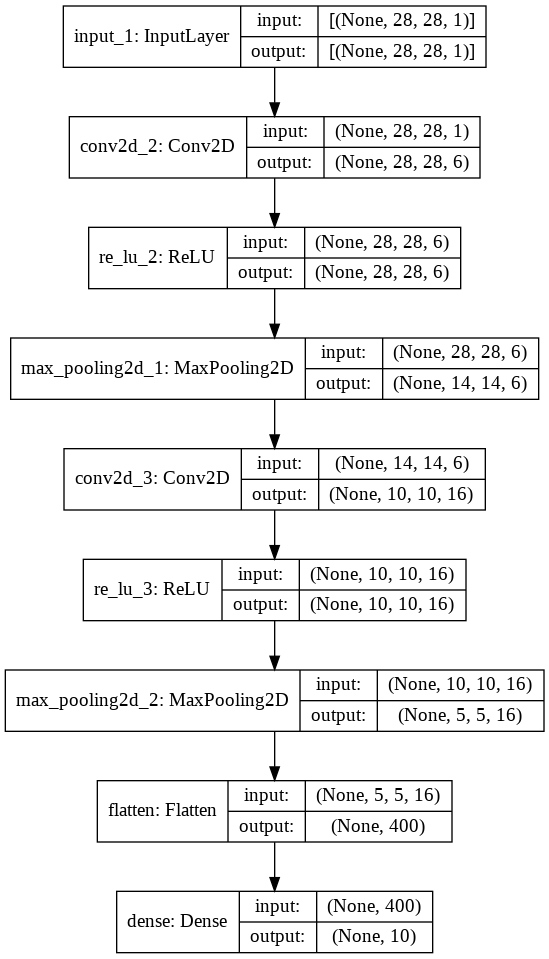 input_1: InputLayer
input: [(None, 28, 28, 1)]
output: [(None, 28, 28, 1)]
conv2d_2: Conv2D
input: (None, 28, 28, 1)
output: (None, 28, 28, 6)
re_lu_2: ReLU
input: (None, 28, 28, 6)
output: (None, 28, 28, 6)
max_pooling2d_1: MaxPooling2D
input: (None, 28, 28, 6)
output: (None, 14, 14, 6)
conv2d_3: Conv2D
input: (None, 14, 14, 6)
output: (None, 10, 10, 16)
re_lu_3: ReLU
input: (None, 10, 10, 16)
output: (None, 10, 10, 16)
max_pooling2d_2: MaxPooling2D
input: (None, 10, 10, 16)
output: (None, 5, 5, 16)
flatten: Flatten
input: (None, 5, 5, 16)
output: (None, 400)
dense: Dense
input: (None, 400)
output: (None, 10)